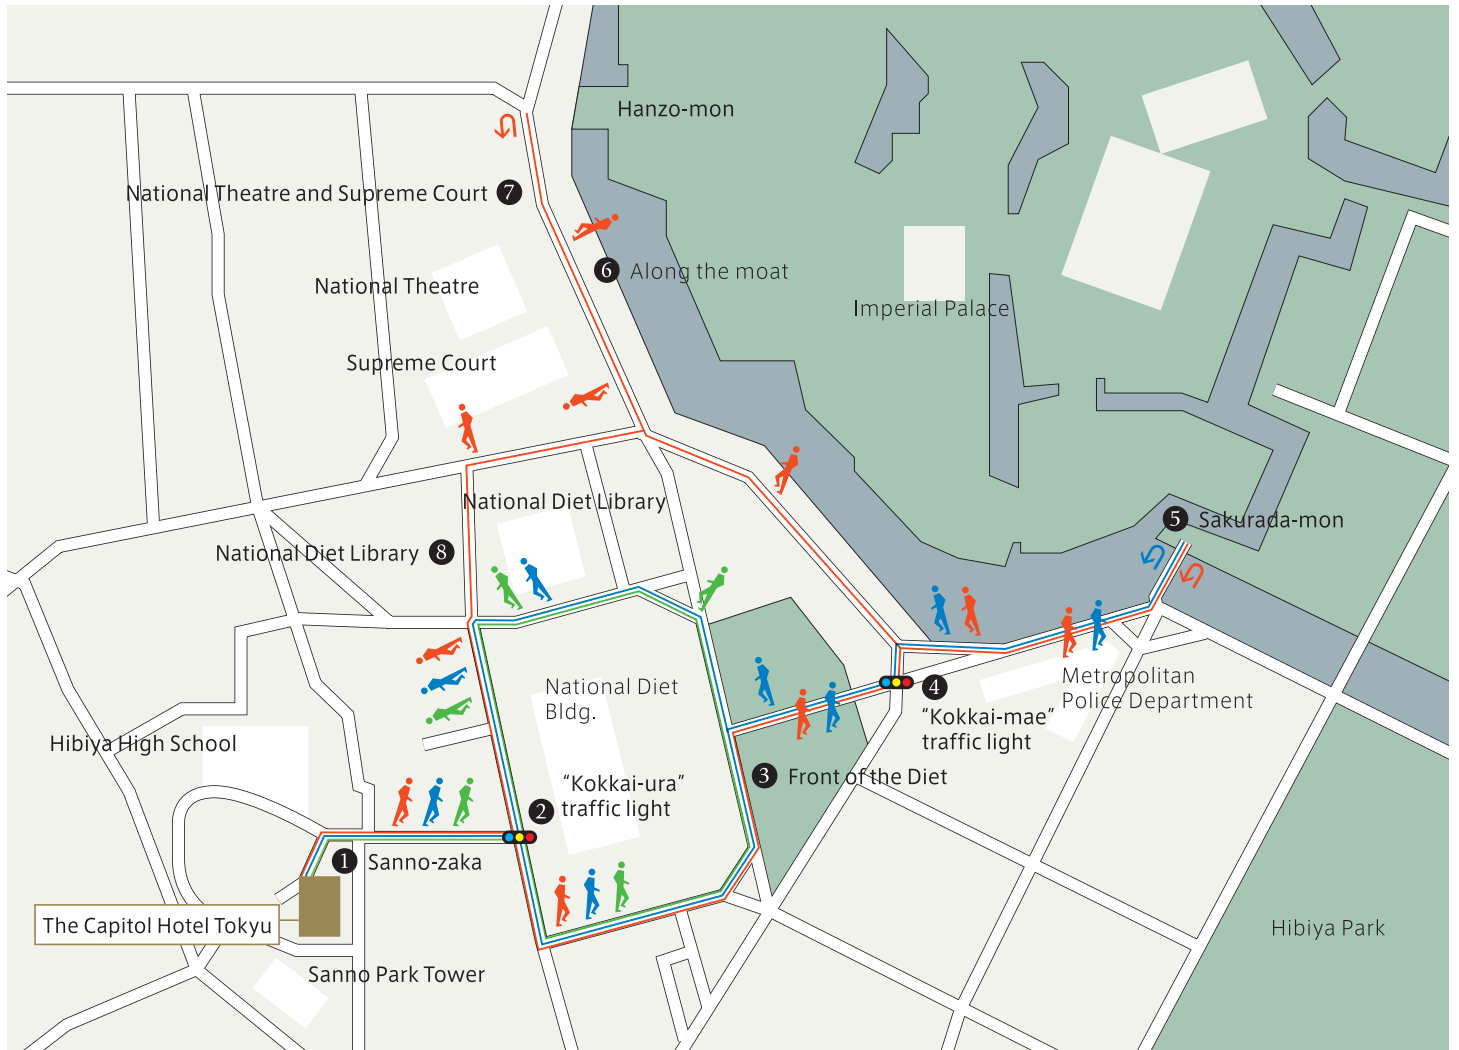 Hanzo-mon
National Theatre and Supreme Court 7
6 Along the moat
National Theatre
Imperial Palace
Supreme Court
National Diet Library
5 Sakurada-mon
National Diet Library 8
National Diet
Bldg.
Metropolitan
Police Department
4
"Kokkai-mae"
traffic light
Hibiya High School
3 Front of the Diet
2 "Kokkai-ura"
traffic light
1 Sanno-zaka
The Capitol Hotel Tokyu
Hibiya Park
Sanno Park Tower